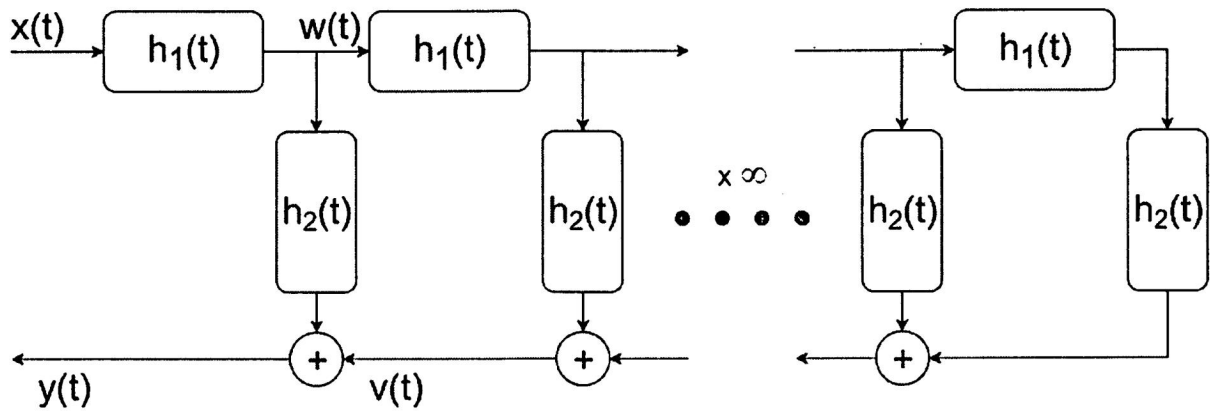 x(t)
h₁(t)
w(t)
h₁(t)
h₁(t)
h₂(t)
h₂(t)
x ∞
h₂(t)
h₂(t)
+
+
+
y(t)
v(t)